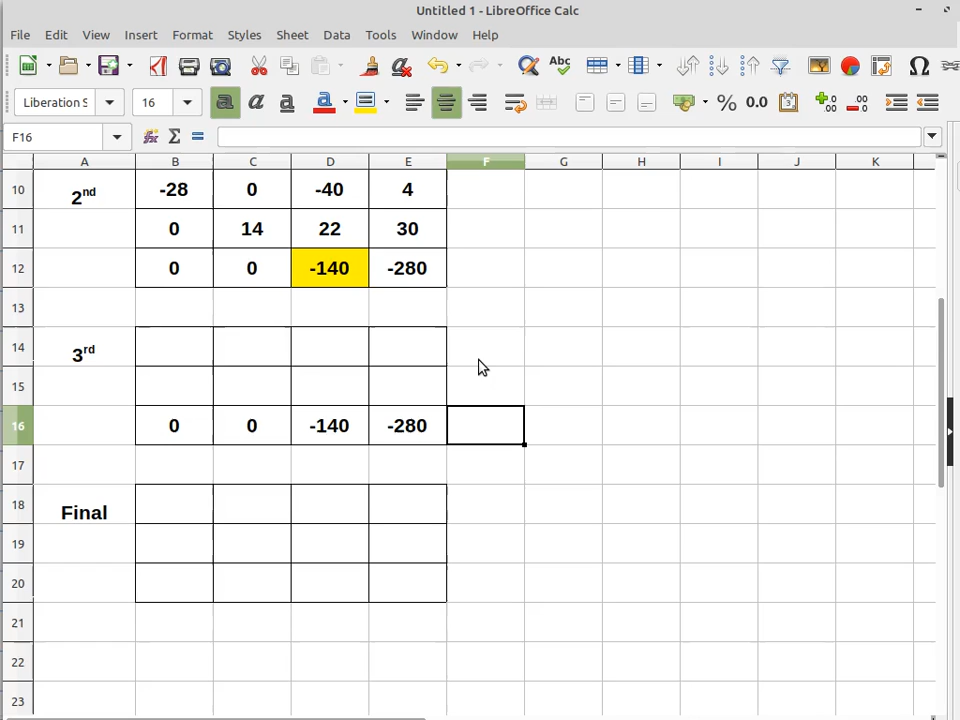 Untitled 1 - LibreOffice Calc
File Edit View Insert Format Styles Sheet Data Tools Window Help
Liberation S 16
F16
A B C D E F G H I J K
10 2nd -28 0 -40 4
11 0 14 22 30
12 0 0 -140 -280
13
14 3rd
15
16 0 0 -140 -280
17
18 Final
19
20
21
22
23